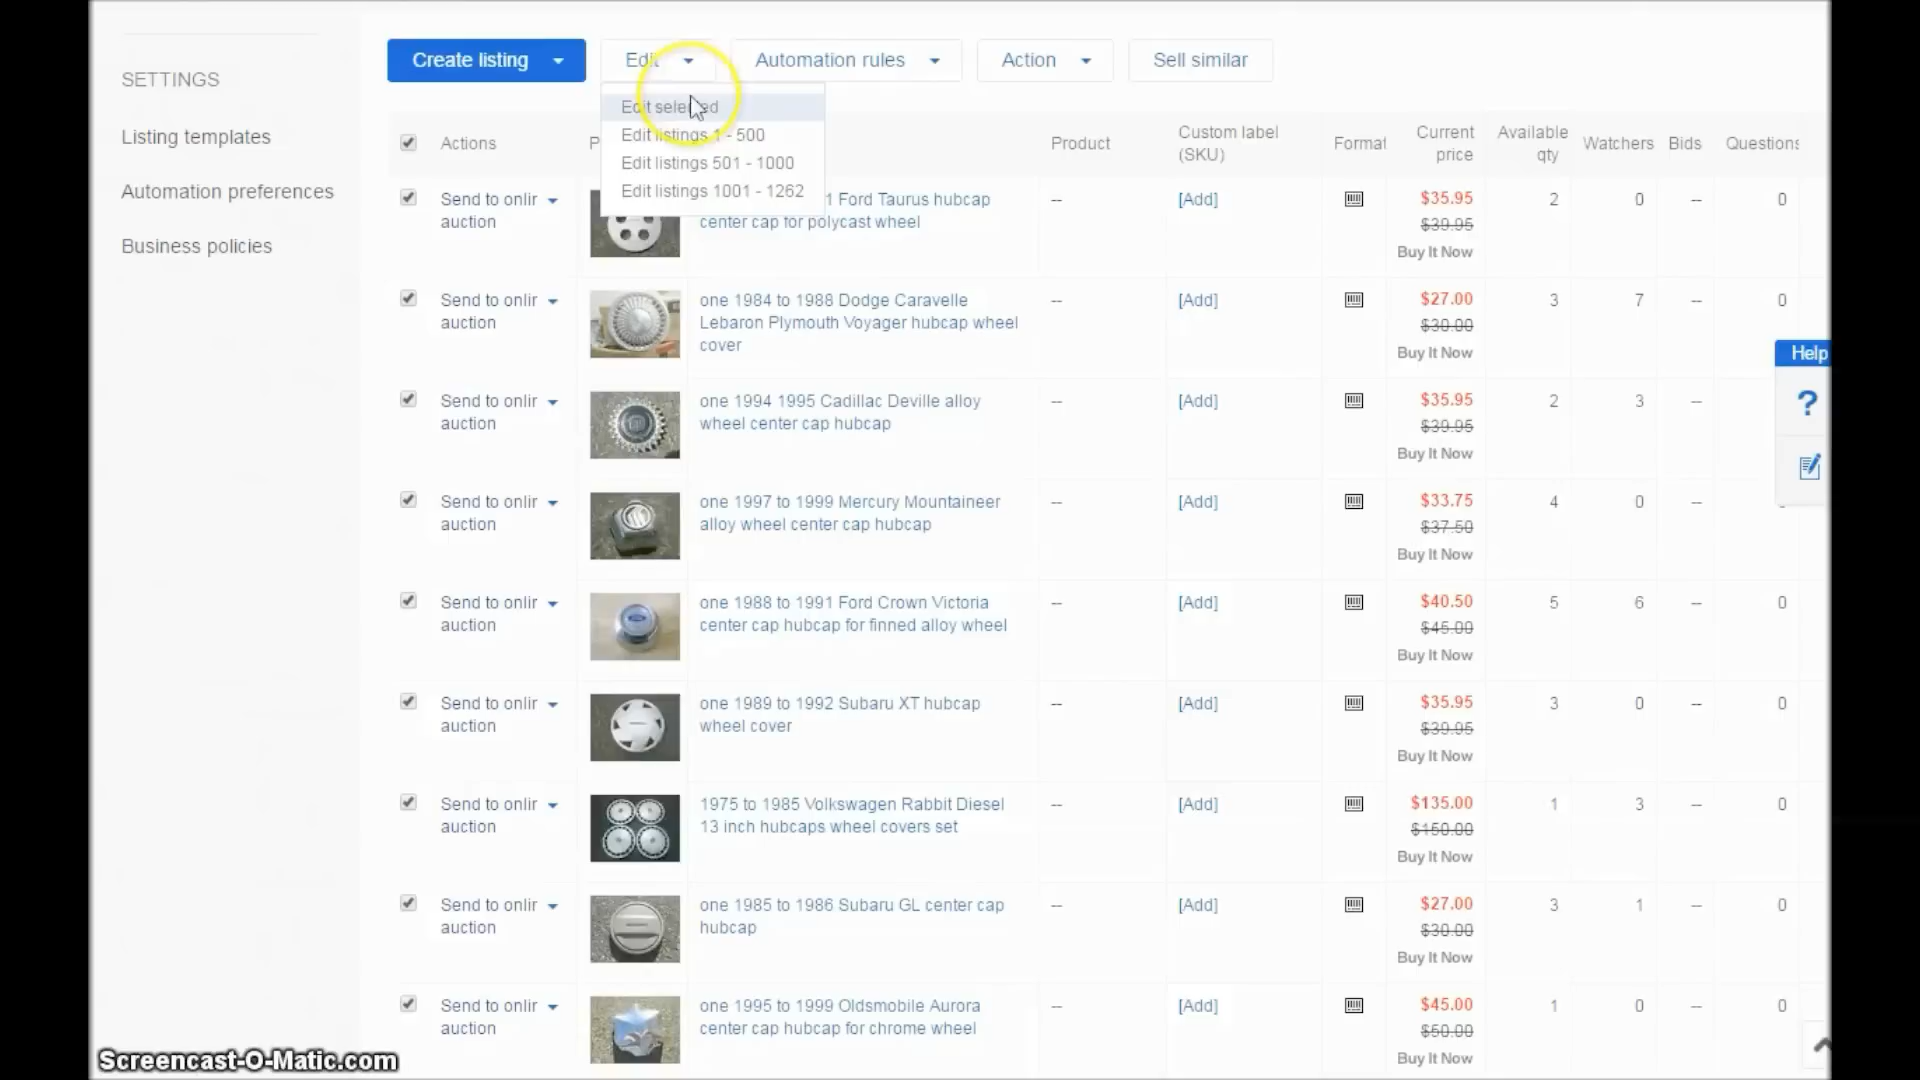 SETTINGS
Listing templates
Automation preferences
Business policies
Create listing
Edit
Automation rules
Action
Sell similar
Edit selected
Edit listings 1 - 500
Edit listings 501 - 1000
Edit listings 1001 - 1262
Actions
P
Product
Custom label
(SKU)
Format
Current
price
Available
qty
Watchers
Bids
Questions
Send to onlir
auction
1 Ford Taurus hubcap
center cap for polycast wheel
--
[Add]
$35.95
$39.95
Buy It Now
2
0
--
0
Send to onlir
auction
one 1984 to 1988 Dodge Caravelle
Lebaron Plymouth Voyager hubcap wheel
cover
--
[Add]
$27.00
$30.00
Buy It Now
3
7
--
0
Send to onlir
auction
one 1994 1995 Cadillac Deville alloy
wheel center cap hubcap
--
[Add]
$35.95
$39.95
Buy It Now
2
3
--
Send to onlir
auction
one 1997 to 1999 Mercury Mountaineer
alloy wheel center cap hubcap
--
[Add]
$33.75
$37.50
Buy It Now
4
0
--
Send to onlir
auction
one 1988 to 1991 Ford Crown Victoria
center cap hubcap for finned alloy wheel
--
[Add]
$40.50
$45.00
Buy It Now
5
6
--
0
Send to onlir
auction
one 1989 to 1992 Subaru XT hubcap
wheel cover
--
[Add]
$35.95
$39.95
Buy It Now
3
0
--
0
Send to onlir
auction
1975 to 1985 Volkswagen Rabbit Diesel
13 inch hubcaps wheel covers set
--
[Add]
$135.00
$150.00
Buy It Now
1
3
--
0
Send to onlir
auction
one 1985 to 1986 Subaru GL center cap
hubcap
--
[Add]
$27.00
$30.00
Buy It Now
3
1
--
0
Send to onlir
auction
one 1995 to 1999 Oldsmobile Aurora
center cap hubcap for chrome wheel
--
[Add]
$45.00
$50.00
Buy It Now
1
0
--
0
Help
?
Screencast-O-Matic.com